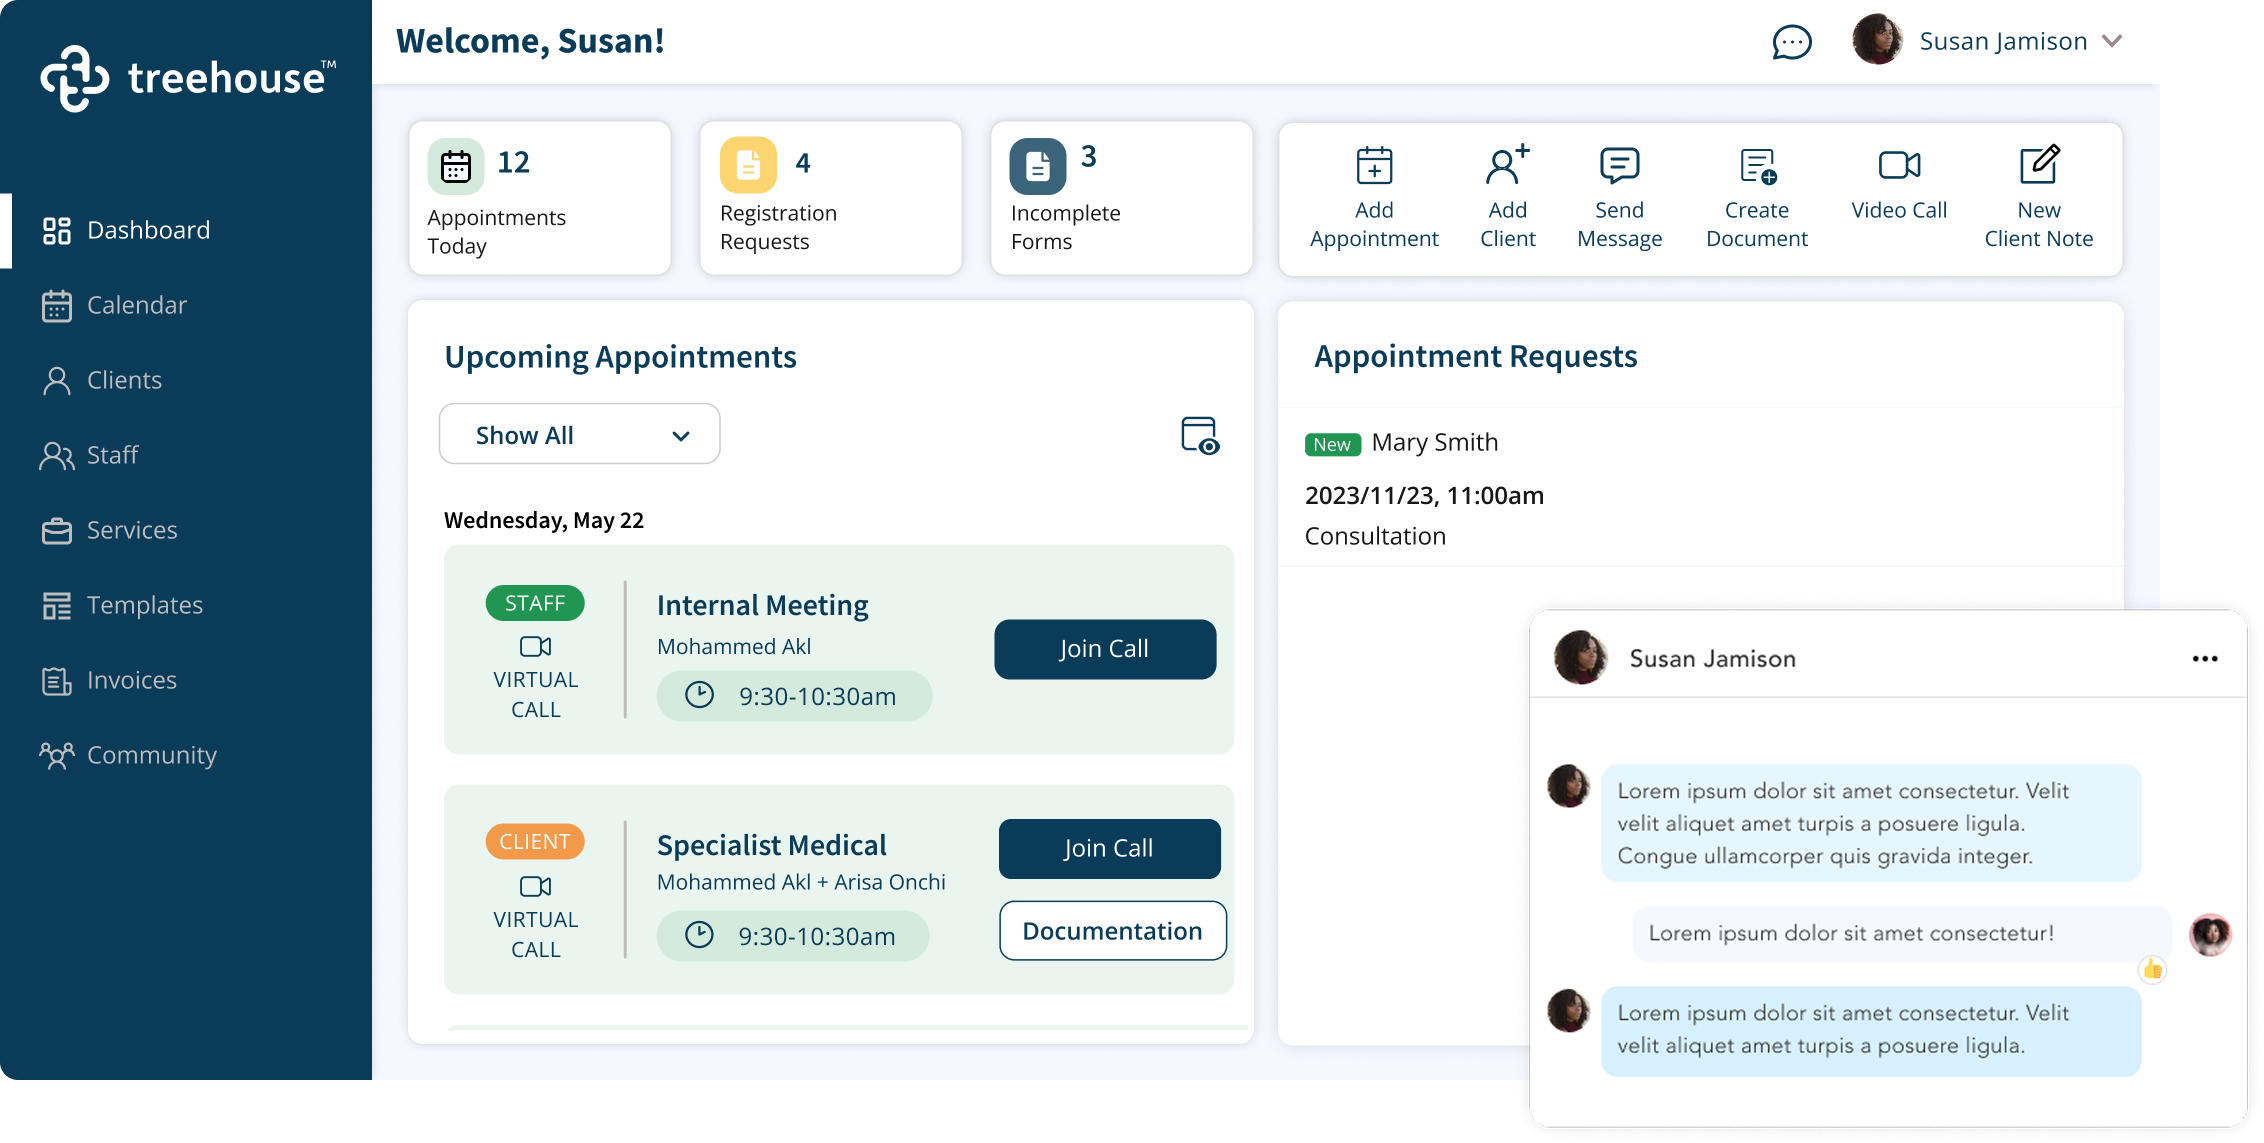 treehouse™
Dashboard
Calendar
Clients
Staff
Services
Templates
Invoices
Community
Welcome, Susan!
Susan Jamison
12
Appointments
Today
4
Registration
Requests
3
Incomplete
Forms
Add
Appointment
Add
Client
Send
Message
Create
Document
Video Call
New
Client Note
Upcoming Appointments
Show All
Wednesday, May 22
STAFF
VIRTUAL
CALL
Internal Meeting
Mohammed Akl
9:30-10:30am
Join Call
CLIENT
VIRTUAL
CALL
Specialist Medical
Mohammed Akl + Arisa Onchi
9:30-10:30am
Join Call
Documentation
Appointment Requests
New Mary Smith
2023/11/23, 11:00am
Consultation
Susan Jamison
Lorem ipsum dolor sit amet consectetur. Velit
velit aliquet amet turpis a posuere ligula.
Congue ullamcorper quis gravida integer.
Lorem ipsum dolor sit amet consectetur!
Lorem ipsum dolor sit amet consectetur. Velit
velit aliquet amet turpis a posuere ligula.